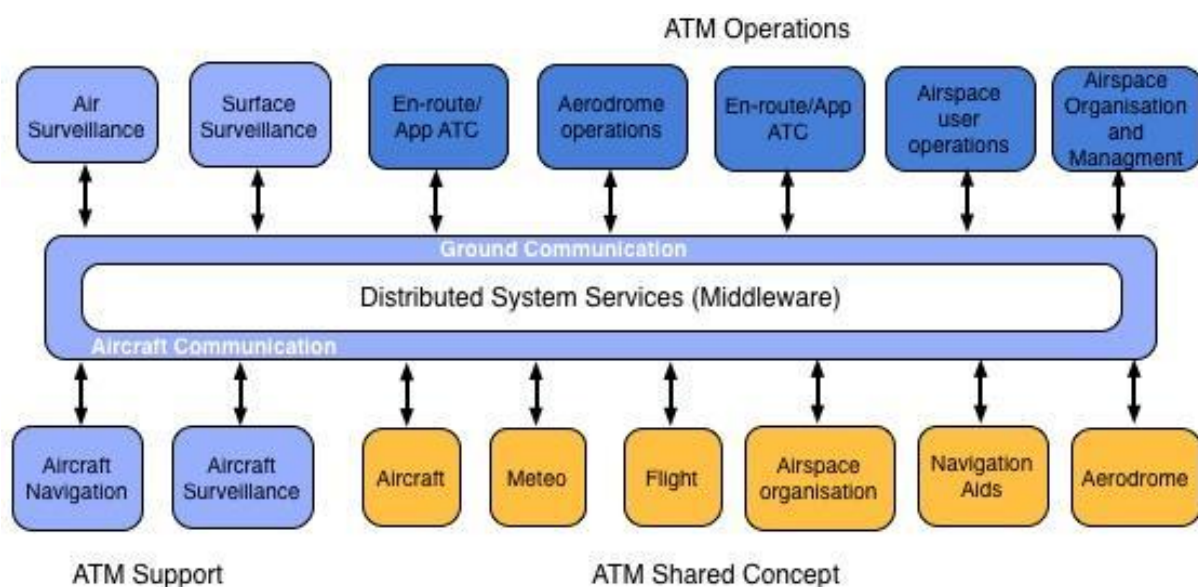 ATM Operations
Air
Surveillance
Surface
Surveillance
En-route/
App ATC
Aerodrome
operations
En-route/App
ATC
Airspace
user
operations
Airspace
Organisation
and
Managment
Ground Communication
Distributed System Services (Middleware)
Aircraft Communication
Aircraft
Navigation
Aircraft
Surveillance
Aircraft
Meteo
Flight
Airspace
organisation
Navigation
Aids
Aerodrome
ATM Support
ATM Shared Concept